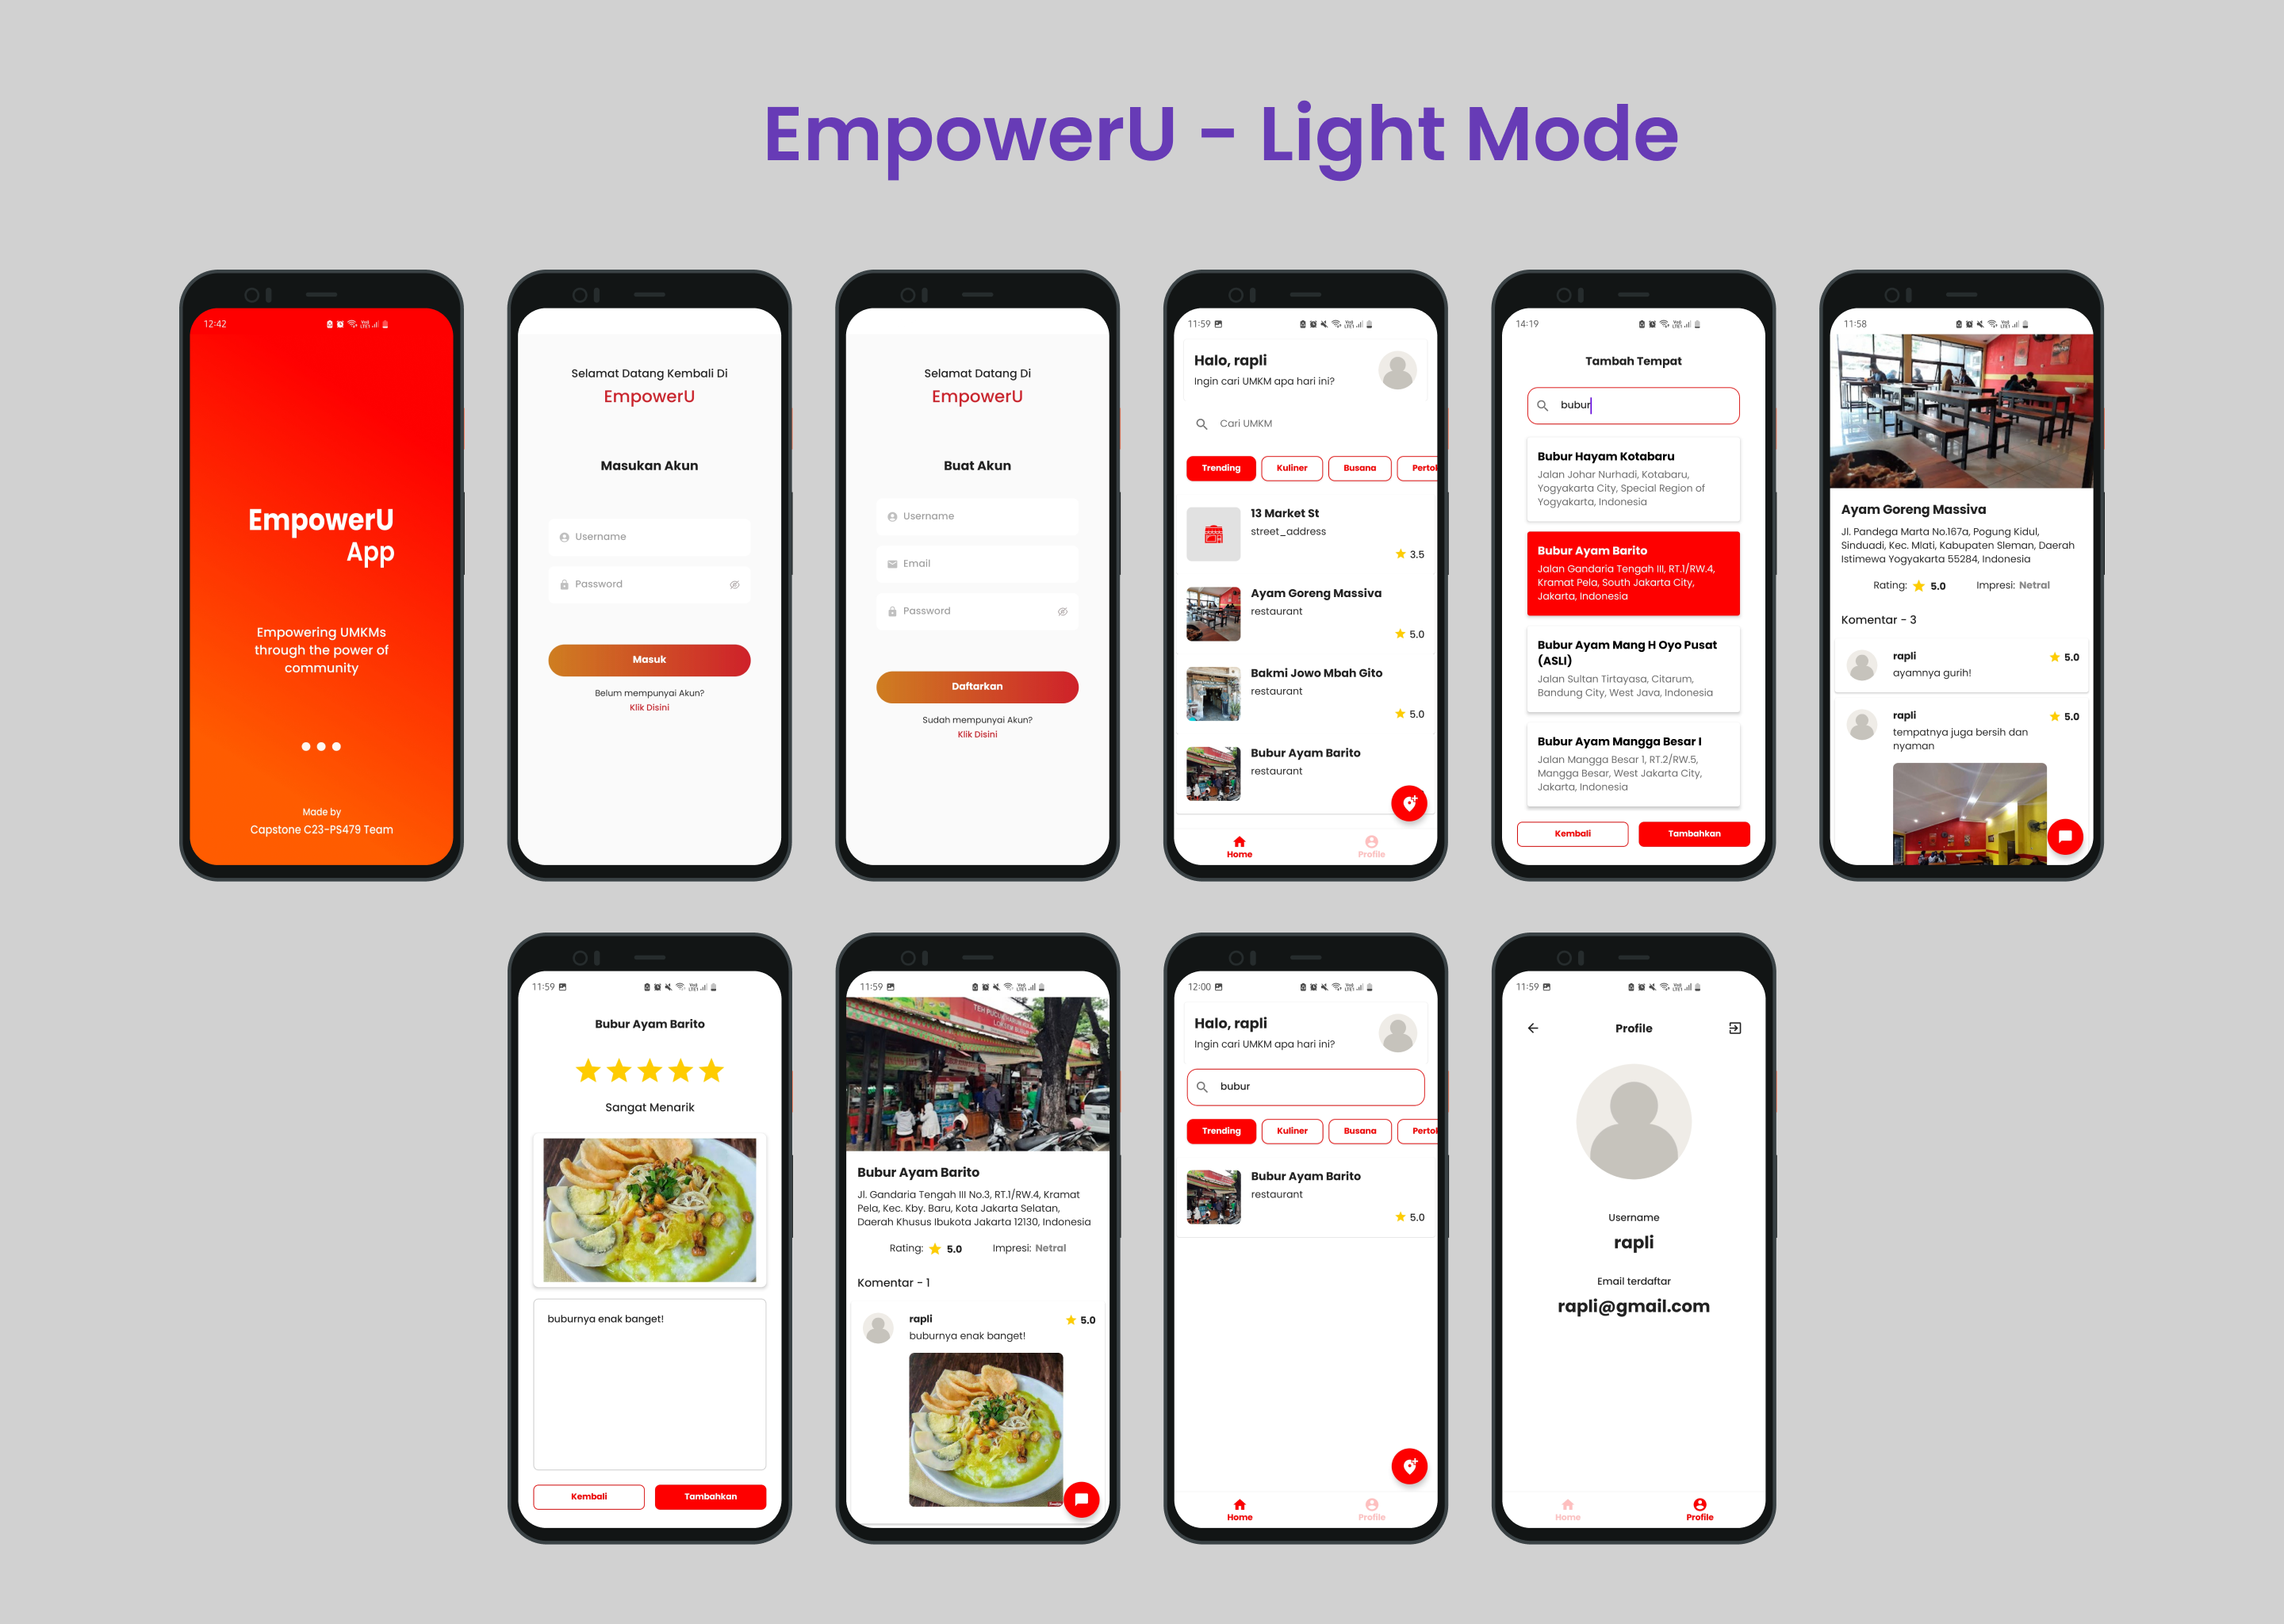 EmpowerU - Light Mode
12:42
EmpowerU
App
Empowering UMKMs
through the power of
community
Made by
Capstone C23-PS479 Team
Selamat Datang Kembali Di
EmpowerU
Masukan Akun
Username
Password
Masuk
Belum mempunyai Akun?
Klik Disini
Selamat Datang Di
EmpowerU
Buat Akun
Username
Email
Password
Daftarkan
Sudah mempunyai Akun?
Klik Disini
11:59
Halo, rapli
Ingin cari UMKM apa hari ini?
Cari UMKM
Trending Kuliner Busana Pertok
13 Market St
street_address
3.5
Ayam Goreng Massiva
restaurant
5.0
Bakmi Jowo Mbah Gito
restaurant
5.0
Bubur Ayam Barito
restaurant
Home Profile
14:19
Tambah Tempat
bubur
Bubur Hayam Kotabaru
Jalan Johar Nurhadi, Kotabaru,
Yogyakarta City, Special Region of
Yogyakarta, Indonesia
Bubur Ayam Barito
Jalan Gandaria Tengah III, RT.1/RW.4,
Kramat Pela, South Jakarta City,
Jakarta, Indonesia
Bubur Ayam Mang H Oyo Pusat
(ASLI)
Jalan Sultan Tirtayasa, Citarum,
Bandung City, West Java, Indonesia
Bubur Ayam Mangga Besar I
Jalan Mangga Besar 1, RT.2/RW.5,
Mangga Besar, West Jakarta City,
Jakarta, Indonesia
Kembali Tambahkan
11:58
Ayam Goreng Massiva
Jl. Pandega Marta No.167a, Pogung Kidul,
Sinduadi, Kec. Mlati, Kabupaten Sleman, Daerah
Istimewa Yogyakarta 55284, Indonesia
Rating: 5.0 Impresi: Netral
Komentar - 3
rapli 5.0
ayamnya gurih!
rapli 5.0
tempatnya juga bersih dan
nyaman
11:59
Bubur Ayam Barito
Sangat Menarik
buburnya enak banget!
Kembali Tambahkan
11:59
Bubur Ayam Barito
Jl. Gandaria Tengah III No.3, RT.1/RW.4, Kramat
Pela, Kec. Kby. Baru, Kota Jakarta Selatan,
Daerah Khusus Ibukota Jakarta 12130, Indonesia
Rating: 5.0 Impresi: Netral
Komentar - 1
rapli 5.0
buburnya enak banget!
12:00
Halo, rapli
Ingin cari UMKM apa hari ini?
bubur
Trending Kuliner Busana Pertok
Bubur Ayam Barito
restaurant
5.0
Home Profile
11:59
Profile
Username
rapli
Email terdaftar
rapli@gmail.com
Home Profile